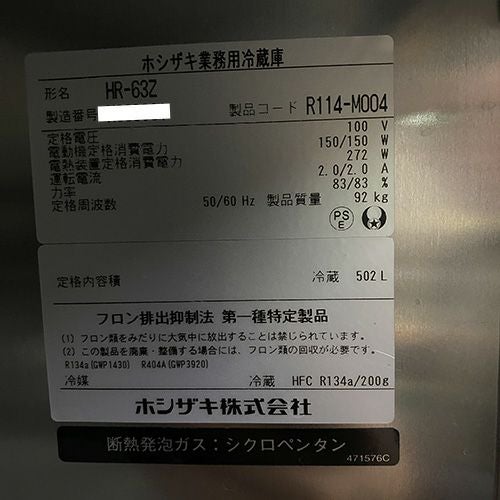 ホシザキ業務用冷蔵庫
形名 HR-63Z
製造番号 製品コード R114-M004
定格電圧 100 V
電動機定格消費電力 150/150 W
電熱装置定格消費電力 272 W
運転電流 2.0/2.0 A
力率 83/83 %
定格周波数 50/60 Hz 製品質量 92 kg
PS
E
定格内容積 冷蔵 502 L
フロン排出抑制法 第一種特定製品
(1) フロン類をみだりに大気中に放出することは禁じられています。
(2) この製品を廃棄・整備する場合には、フロン類の回収が必要です。
R134a(GWP1430) R404A(GWP3920)
冷媒 冷蔵 HFC R134a/200g
ホシザキ株式会社
断熱発泡ガス：シクロペンタン
471576C